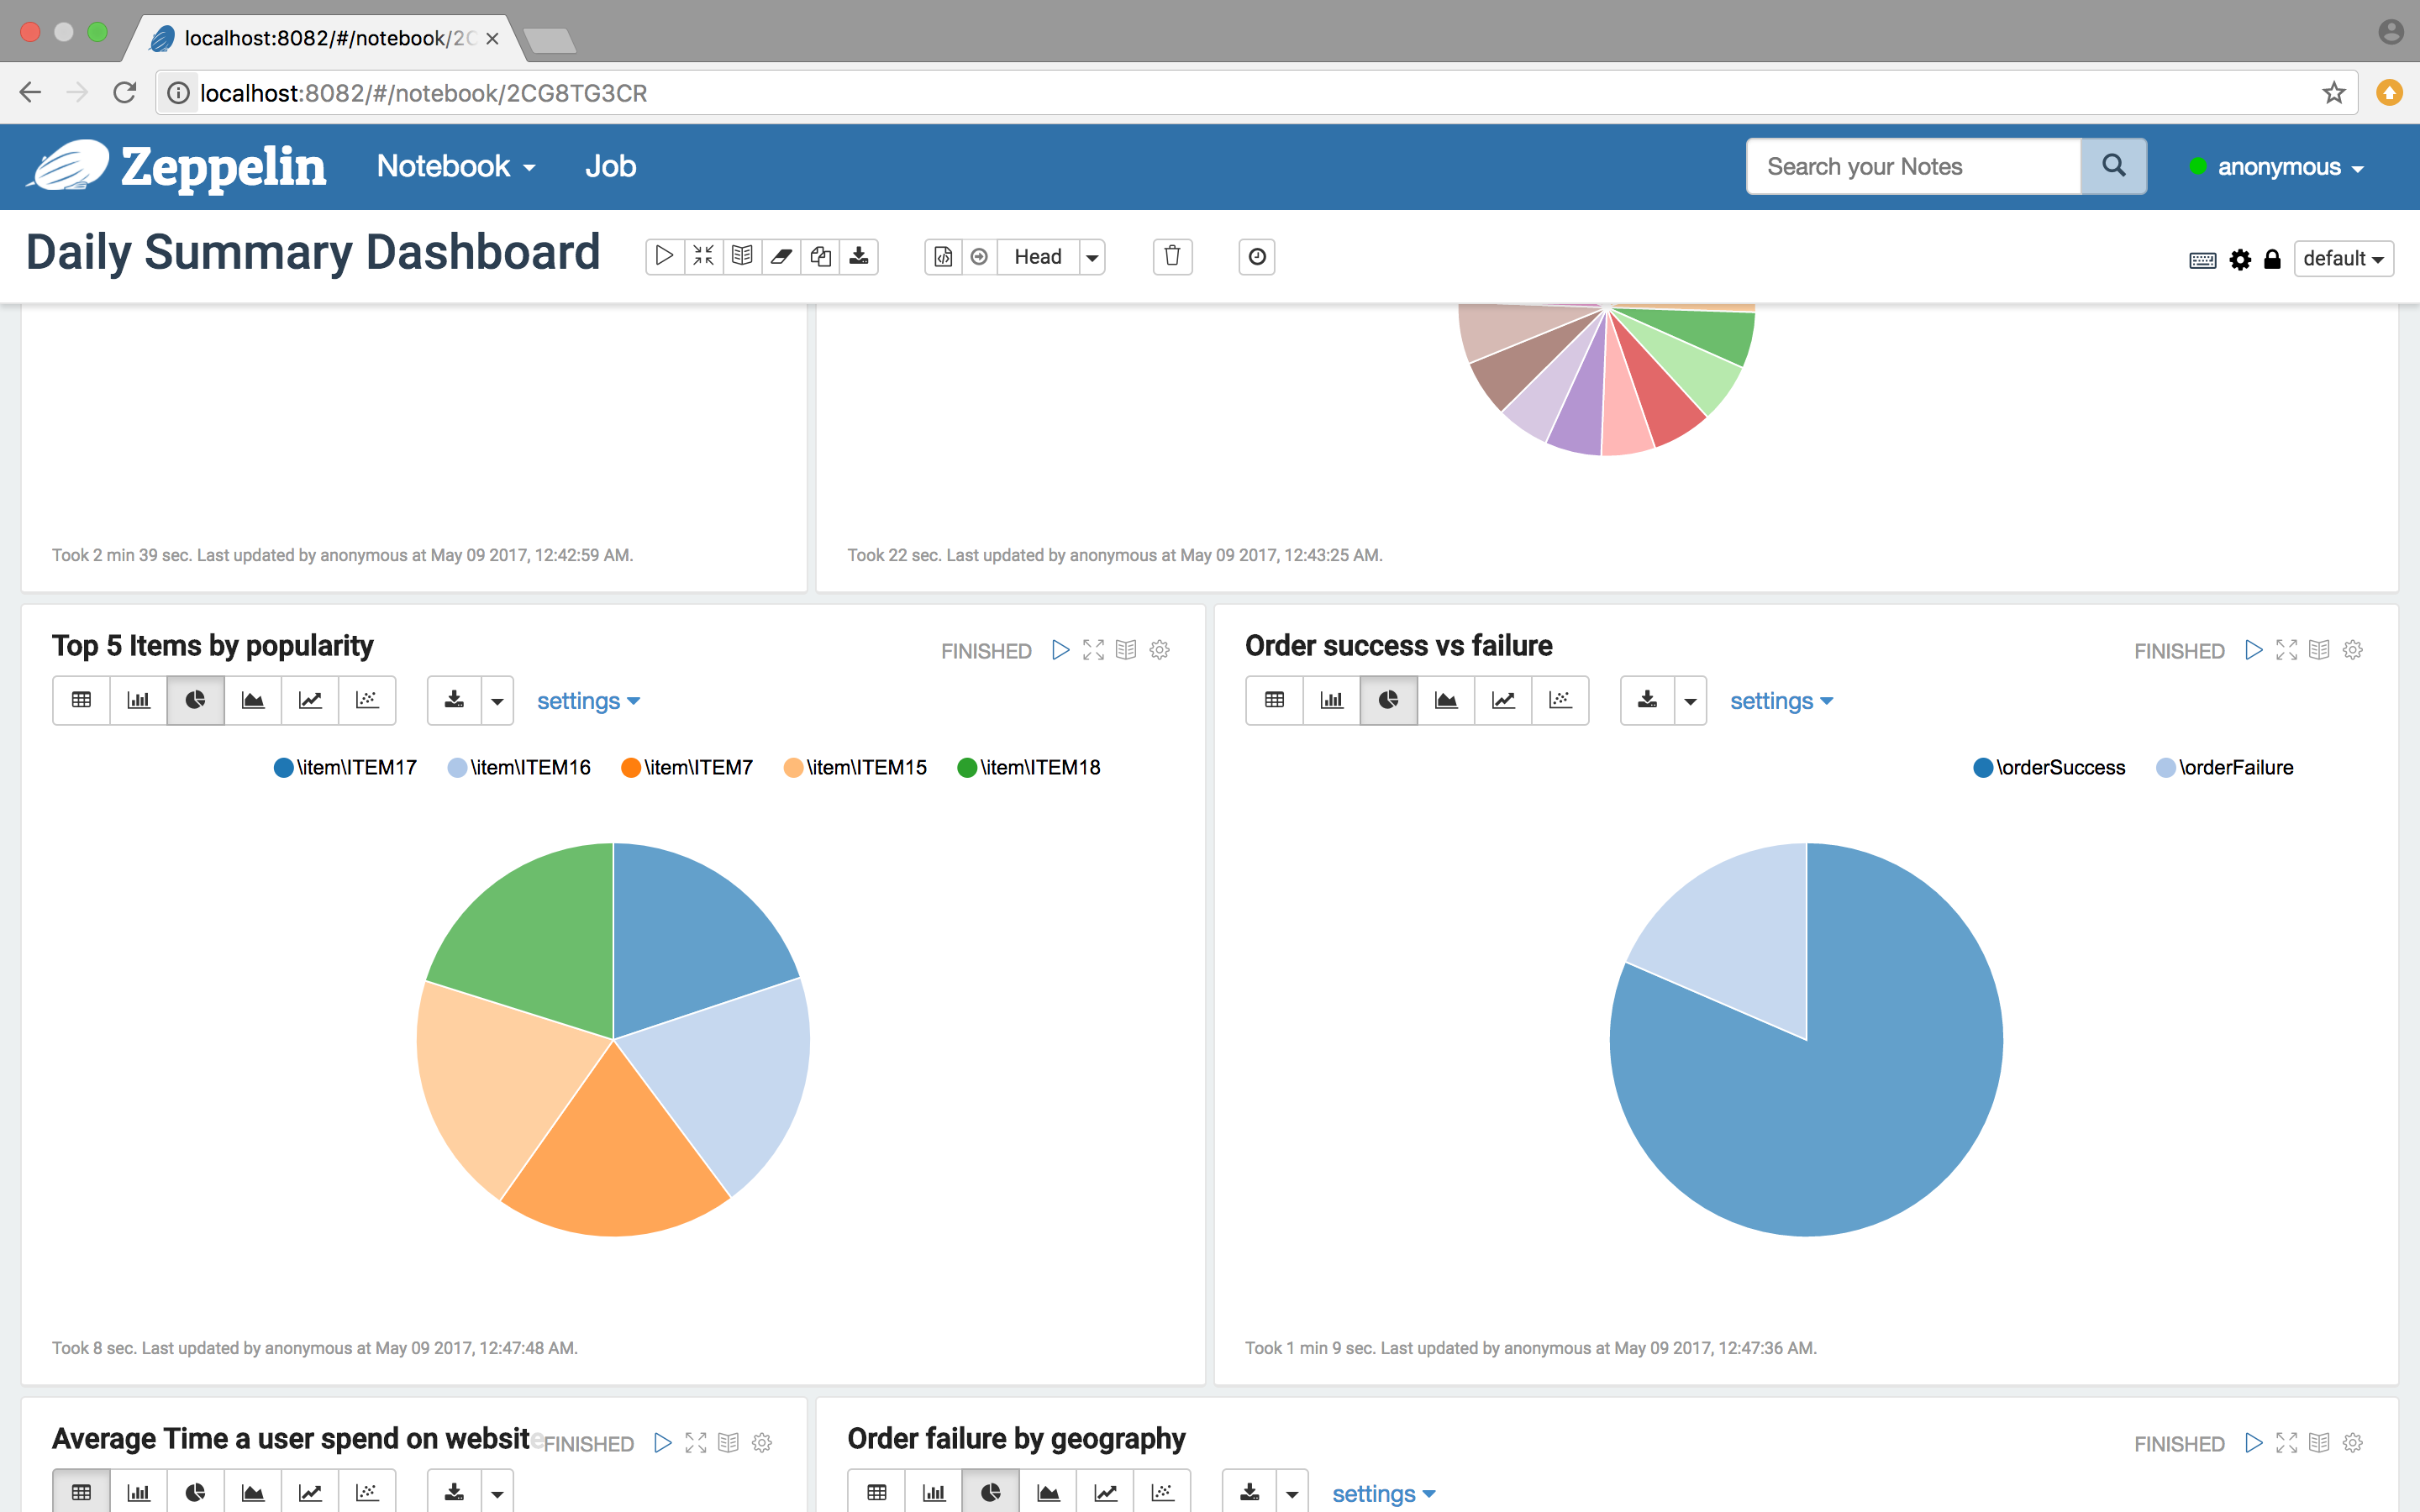 localhost:8082/#/notebook/2C
localhost:8082/#/notebook/2CG8TG3CR
Zeppelin Notebook Job Search your Notes anonymous
Daily Summary Dashboard Head default
Took 2 min 39 sec. Last updated by anonymous at May 09 2017, 12:42:59 AM. Took 22 sec. Last updated by anonymous at May 09 2017, 12:43:25 AM.
Top 5 Items by popularity FINISHED
settings
\item\ITEM17 \item\ITEM16 \item\ITEM7 \item\ITEM15 \item\ITEM18
Took 8 sec. Last updated by anonymous at May 09 2017, 12:47:48 AM.
Order success vs failure FINISHED
settings
\orderSuccess \orderFailure
Took 1 min 9 sec. Last updated by anonymous at May 09 2017, 12:47:36 AM.
Average Time a user spend on website FINISHED
Order failure by geography FINISHED
settings